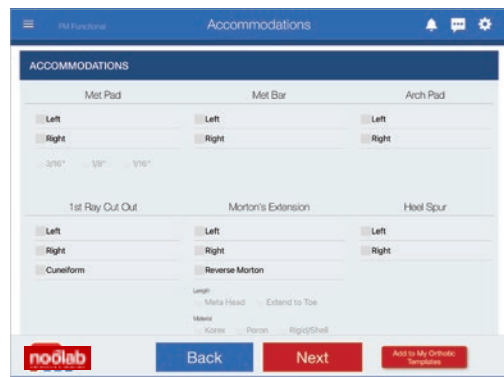 PM Functional
Accommodations
ACCOMMODATIONS
Met Pad
Met Bar
Arch Pad
Left
Left
Left
Right
Right
Right
3/16"
1/8"
1/16"
1st Ray Cut Out
Morton's Extension
Heel Spur
Left
Left
Left
Right
Right
Right
Cuneiform
Reverse Morton
Length
Meta Head
Extend to Toe
Material
Korex
Poron
Rigid/Shell
noolab
Back
Next
Add to My Orthotic
Templates